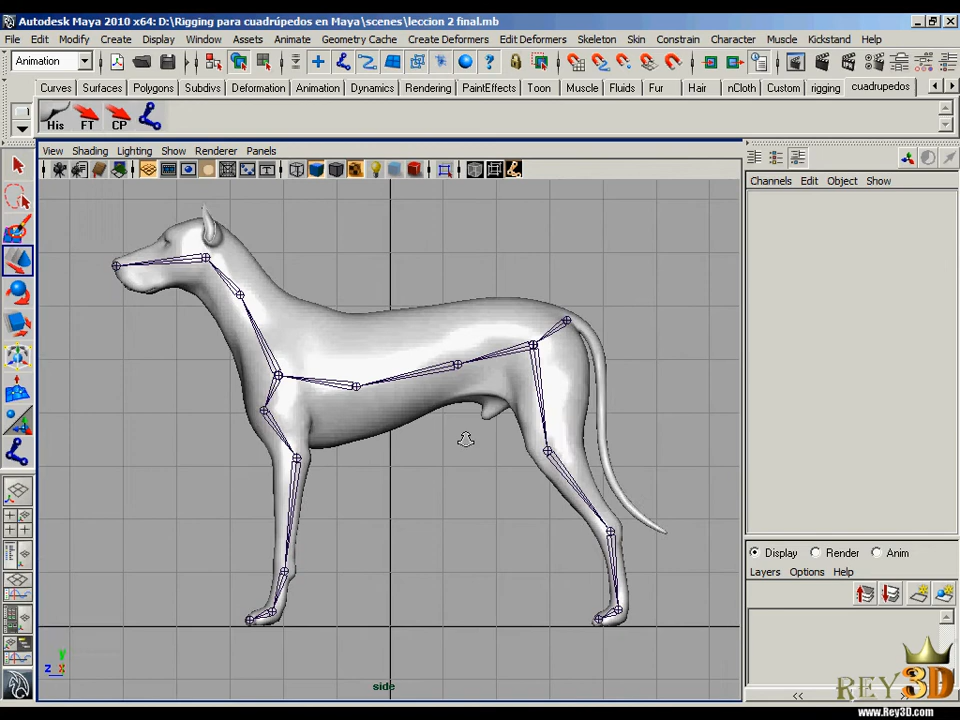 Autodesk Maya 2010 x64: D:\Rigging para cuadrúpedos en Maya\scenes\leccion 2 final.mb
File Edit Modify Create Display Window Assets Animate Geometry Cache Create Deformers Edit Deformers Skeleton Skin Constrain Character Muscle Kickstand Help
Animation
Curves Surfaces Polygons Subdivs Deformation Animation Dynamics Rendering PaintEffects Toon Muscle Fluids Fur Hair nCloth Custom rigging cuadrupedos
His FT CP
View Shading Lighting Show Renderer Panels
Channels Edit Object Show
Display Render Anim
Layers Options Help
y
z x
side
REY3D
www.Rey3D.com